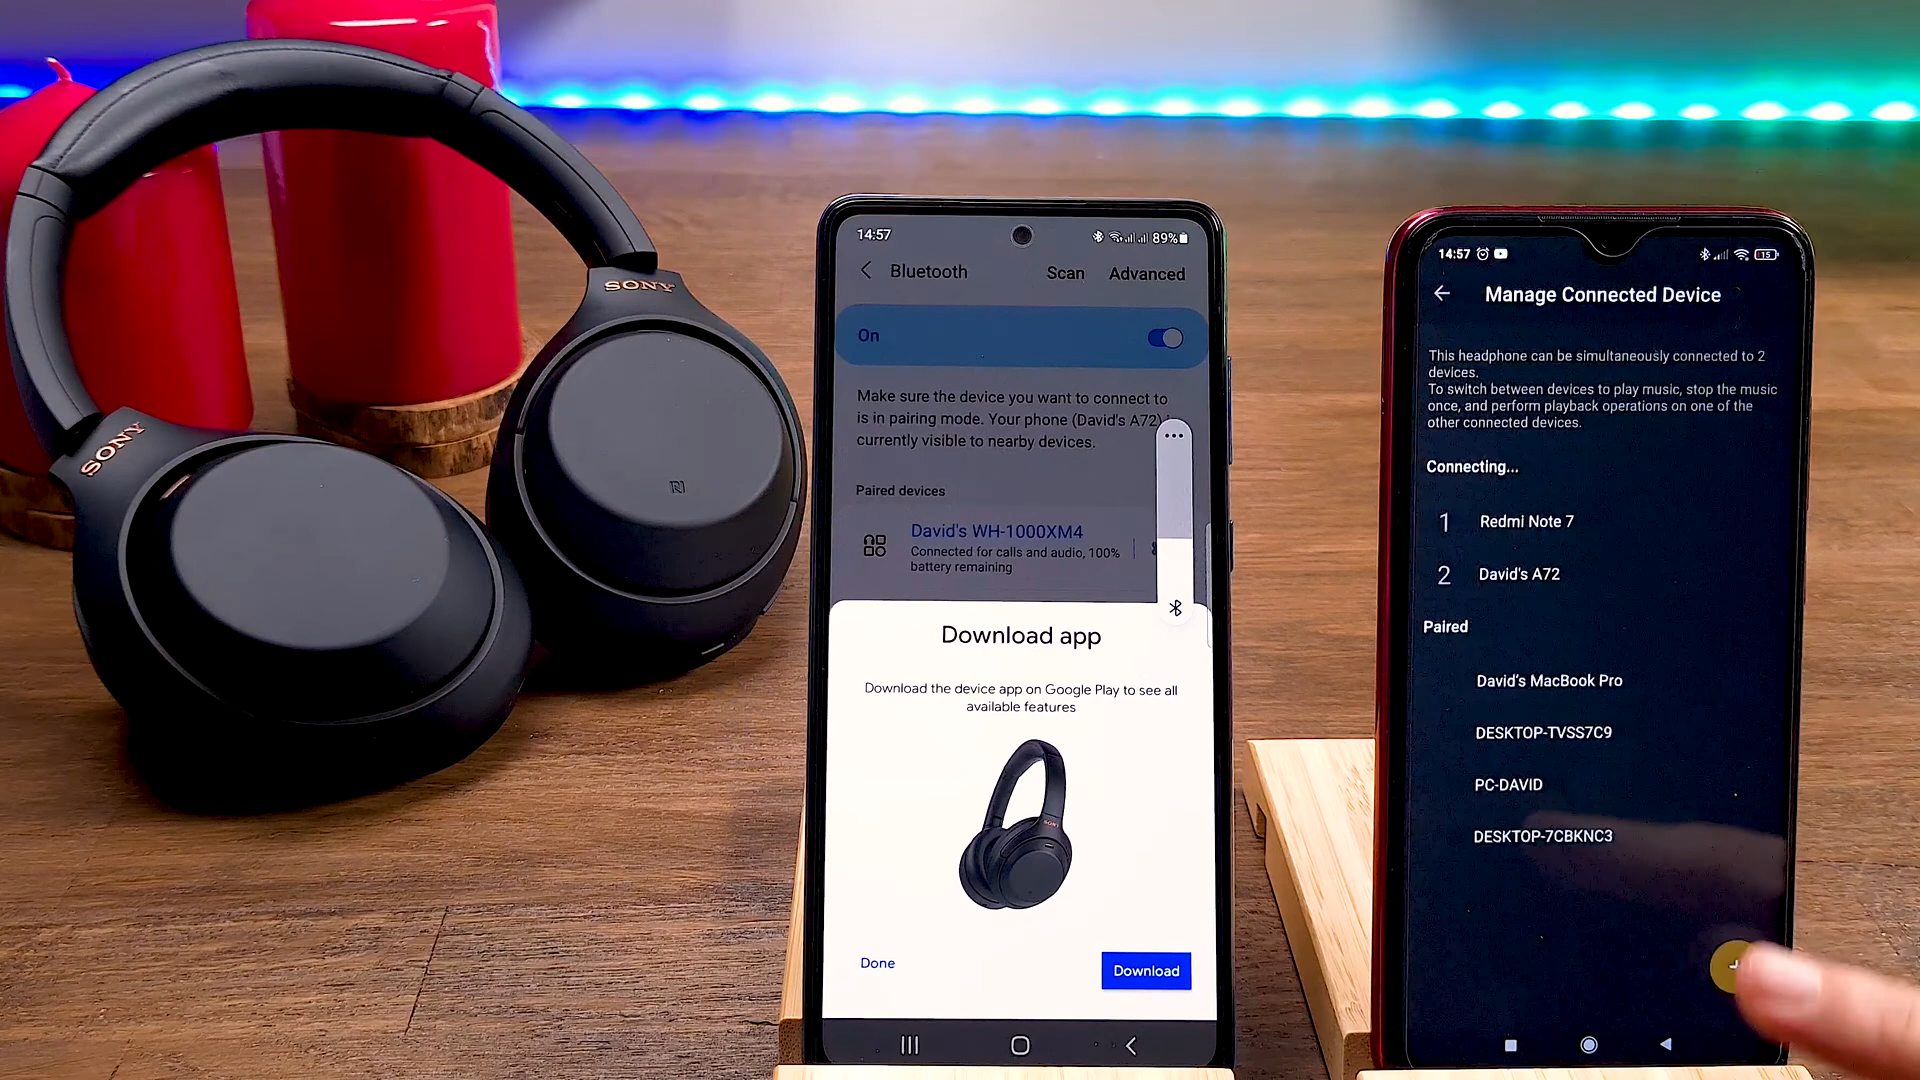 SONY
SONY
14:57
89%
Bluetooth
Scan
Advanced
On
Make sure the device you want to connect to
is in pairing mode. Your phone (David's A72)
currently visible to nearby devices.
Paired devices
David's WH-1000XM4
Connected for calls and audio, 100%
battery remaining
Download app
Download the device app on Google Play to see all
available features
SONY
Done
Download
14:57
15
Manage Connected Device
This headphone can be simultaneously connected to 2
devices.
To switch between devices to play music, stop the music
once, and perform playback operations on one of the
other connected devices.
Connecting...
1 Redmi Note 7
2 David's A72
Paired
David's MacBook Pro
DESKTOP-TVSS7C9
PC-DAVID
DESKTOP-7CBKNC3